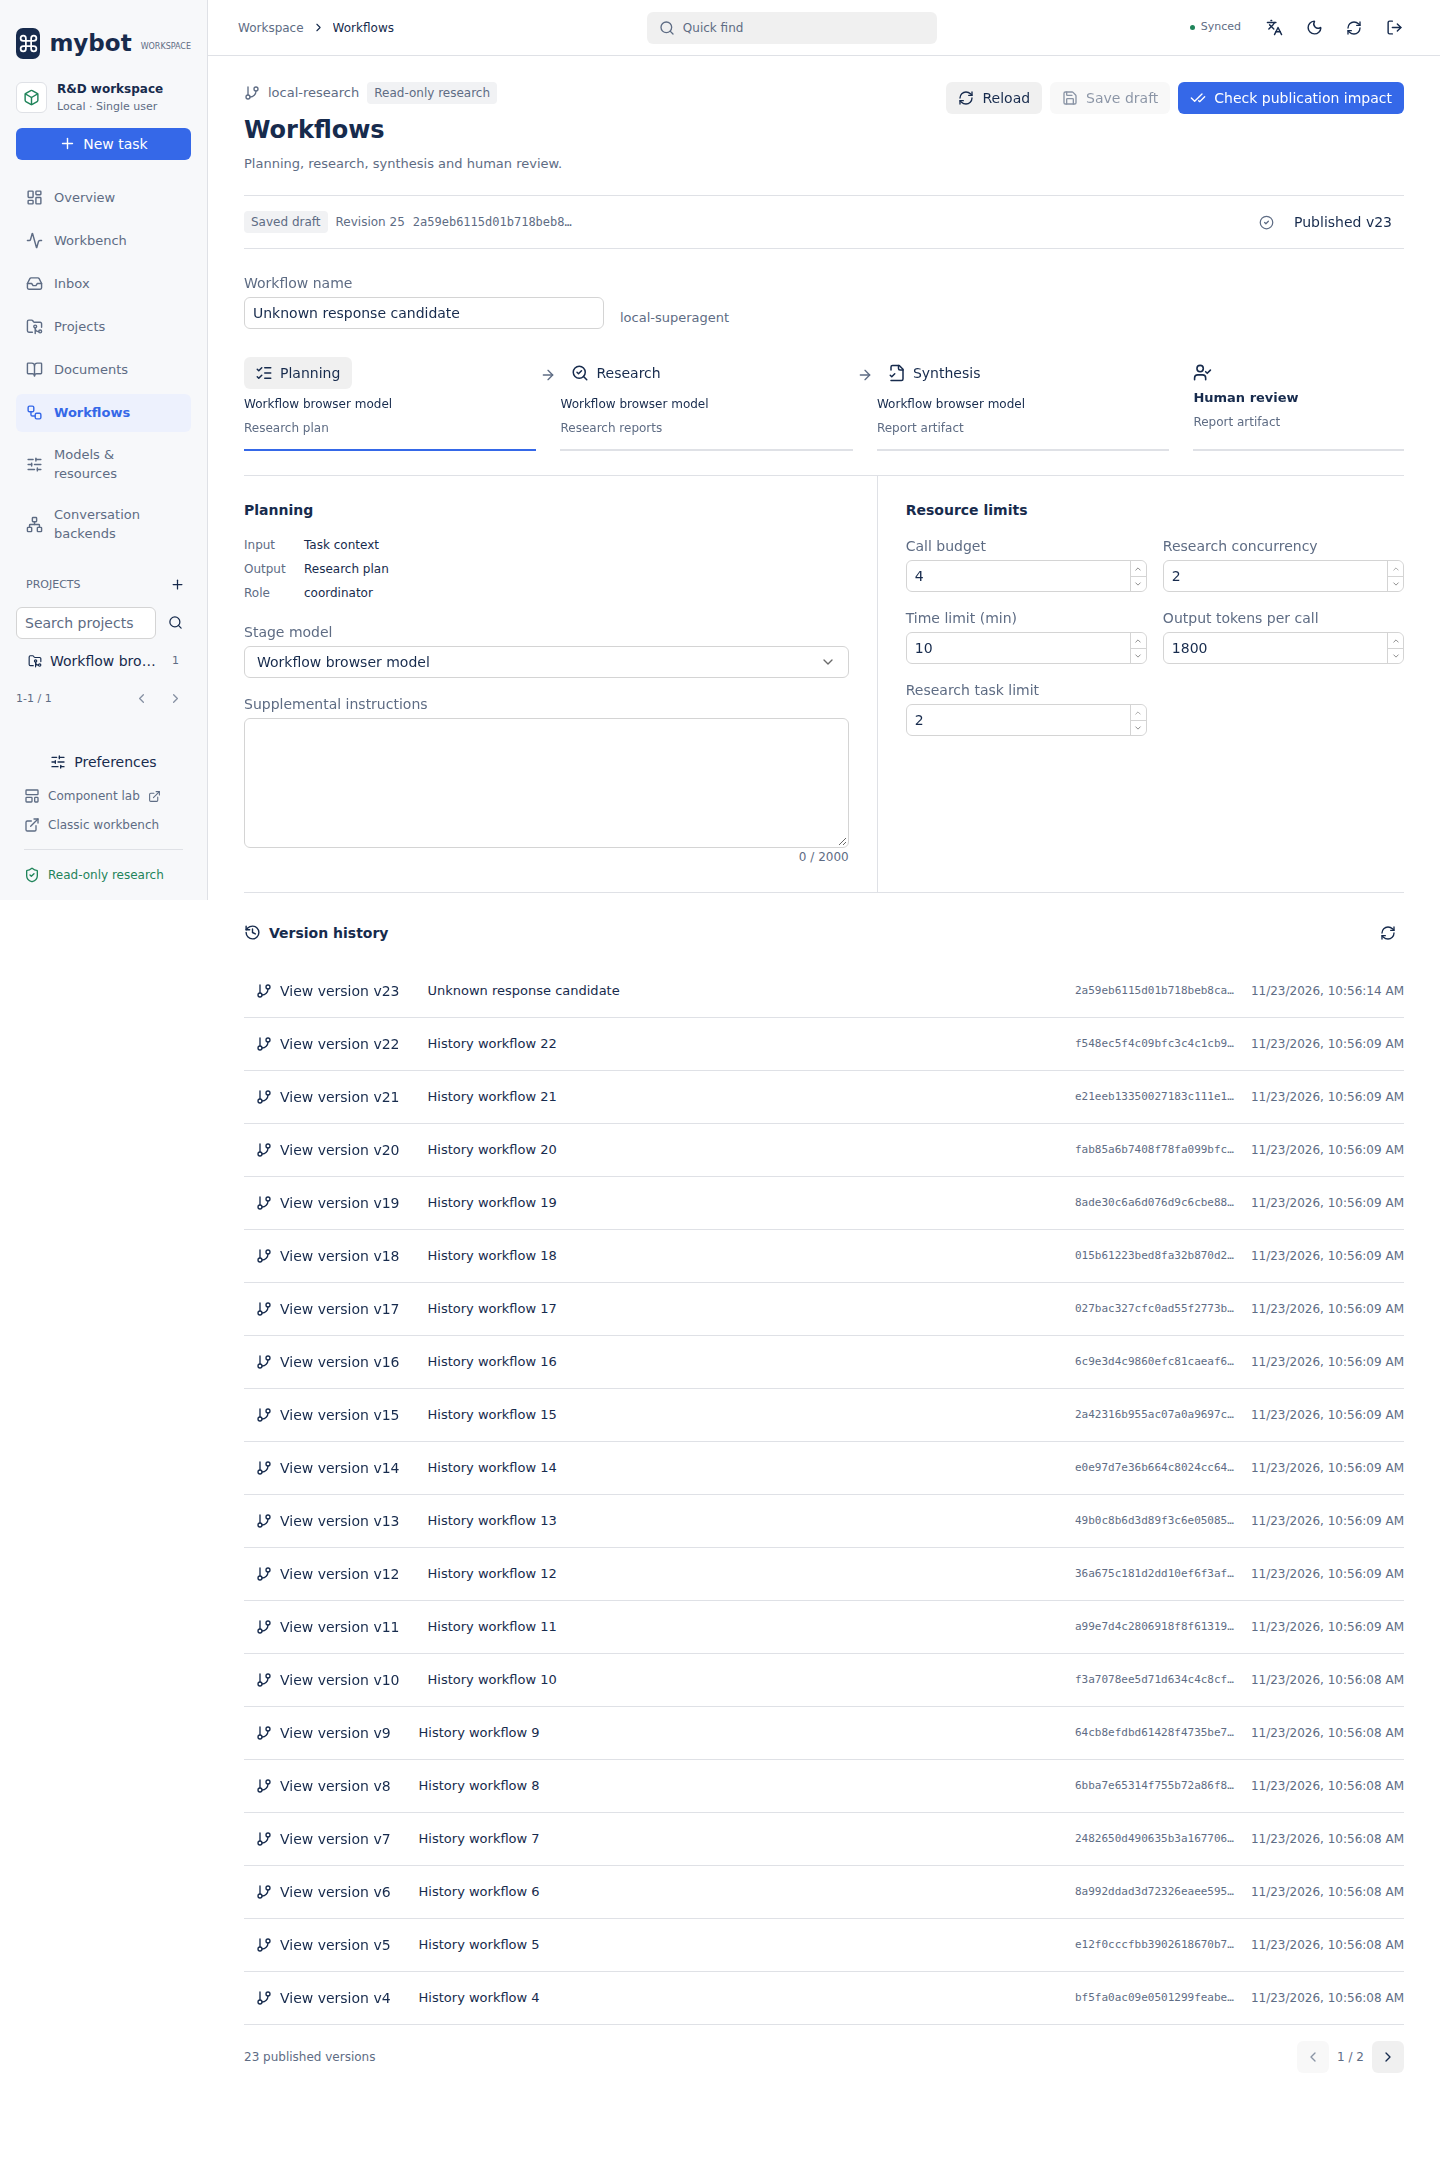 mybot WORKSPACE
R&D workspace
Local · Single user
New task
Overview
Workbench
Inbox
Projects
Documents
Workflows
Models &
resources
Conversation
backends
PROJECTS
Search projects
Workflow bro… 1
1-1 / 1
Preferences
Component lab
Classic workbench
Read-only research
Workspace Workflows
Quick find
Synced
local-research Read-only research
Reload
Save draft
Check publication impact
Workflows
Planning, research, synthesis and human review.
Saved draft Revision 25 2a59eb6115d01b718beb8…
Published v23
Workflow name
Unknown response candidate
local-superagent
Planning
Workflow browser model
Research plan
Research
Workflow browser model
Research reports
Synthesis
Workflow browser model
Report artifact
Human review
Report artifact
Planning
Input Task context
Output Research plan
Role coordinator
Stage model
Workflow browser model
Supplemental instructions
0 / 2000
Resource limits
Call budget
4
Research concurrency
2
Time limit (min)
10
Output tokens per call
1800
Research task limit
2
Version history
View version v23 Unknown response candidate 2a59eb6115d01b718beb8ca… 11/23/2026, 10:56:14 AM
View version v22 History workflow 22 f548ec5f4c09bfc3c4c1cb9… 11/23/2026, 10:56:09 AM
View version v21 History workflow 21 e21eeb13350027183c111e1… 11/23/2026, 10:56:09 AM
View version v20 History workflow 20 fab85a6b7408f78fa099bfc… 11/23/2026, 10:56:09 AM
View version v19 History workflow 19 8ade30c6a6d076d9c6cbe88… 11/23/2026, 10:56:09 AM
View version v18 History workflow 18 015b61223bed8fa32b870d2… 11/23/2026, 10:56:09 AM
View version v17 History workflow 17 027bac327cfc0ad55f2773b… 11/23/2026, 10:56:09 AM
View version v16 History workflow 16 6c9e3d4c9860efc81caeaf6… 11/23/2026, 10:56:09 AM
View version v15 History workflow 15 2a42316b955ac07a0a9697c… 11/23/2026, 10:56:09 AM
View version v14 History workflow 14 e0e97d7e36b664c8024cc64… 11/23/2026, 10:56:09 AM
View version v13 History workflow 13 49b0c8b6d3d89f3c6e05085… 11/23/2026, 10:56:09 AM
View version v12 History workflow 12 36a675c181d2dd10ef6f3af… 11/23/2026, 10:56:09 AM
View version v11 History workflow 11 a99e7d4c2806918f8f61319… 11/23/2026, 10:56:09 AM
View version v10 History workflow 10 f3a7078ee5d71d634c4c8cf… 11/23/2026, 10:56:08 AM
View version v9 History workflow 9 64cb8efdbd61428f4735be7… 11/23/2026, 10:56:08 AM
View version v8 History workflow 8 6bba7e65314f755b72a86f8… 11/23/2026, 10:56:08 AM
View version v7 History workflow 7 2482650d490635b3a167706… 11/23/2026, 10:56:08 AM
View version v6 History workflow 6 8a992ddad3d72326eaee595… 11/23/2026, 10:56:08 AM
View version v5 History workflow 5 e12f0cccfbb3902618670b7… 11/23/2026, 10:56:08 AM
View version v4 History workflow 4 bf5fa0ac09e0501299feabe… 11/23/2026, 10:56:08 AM
23 published versions
1 / 2